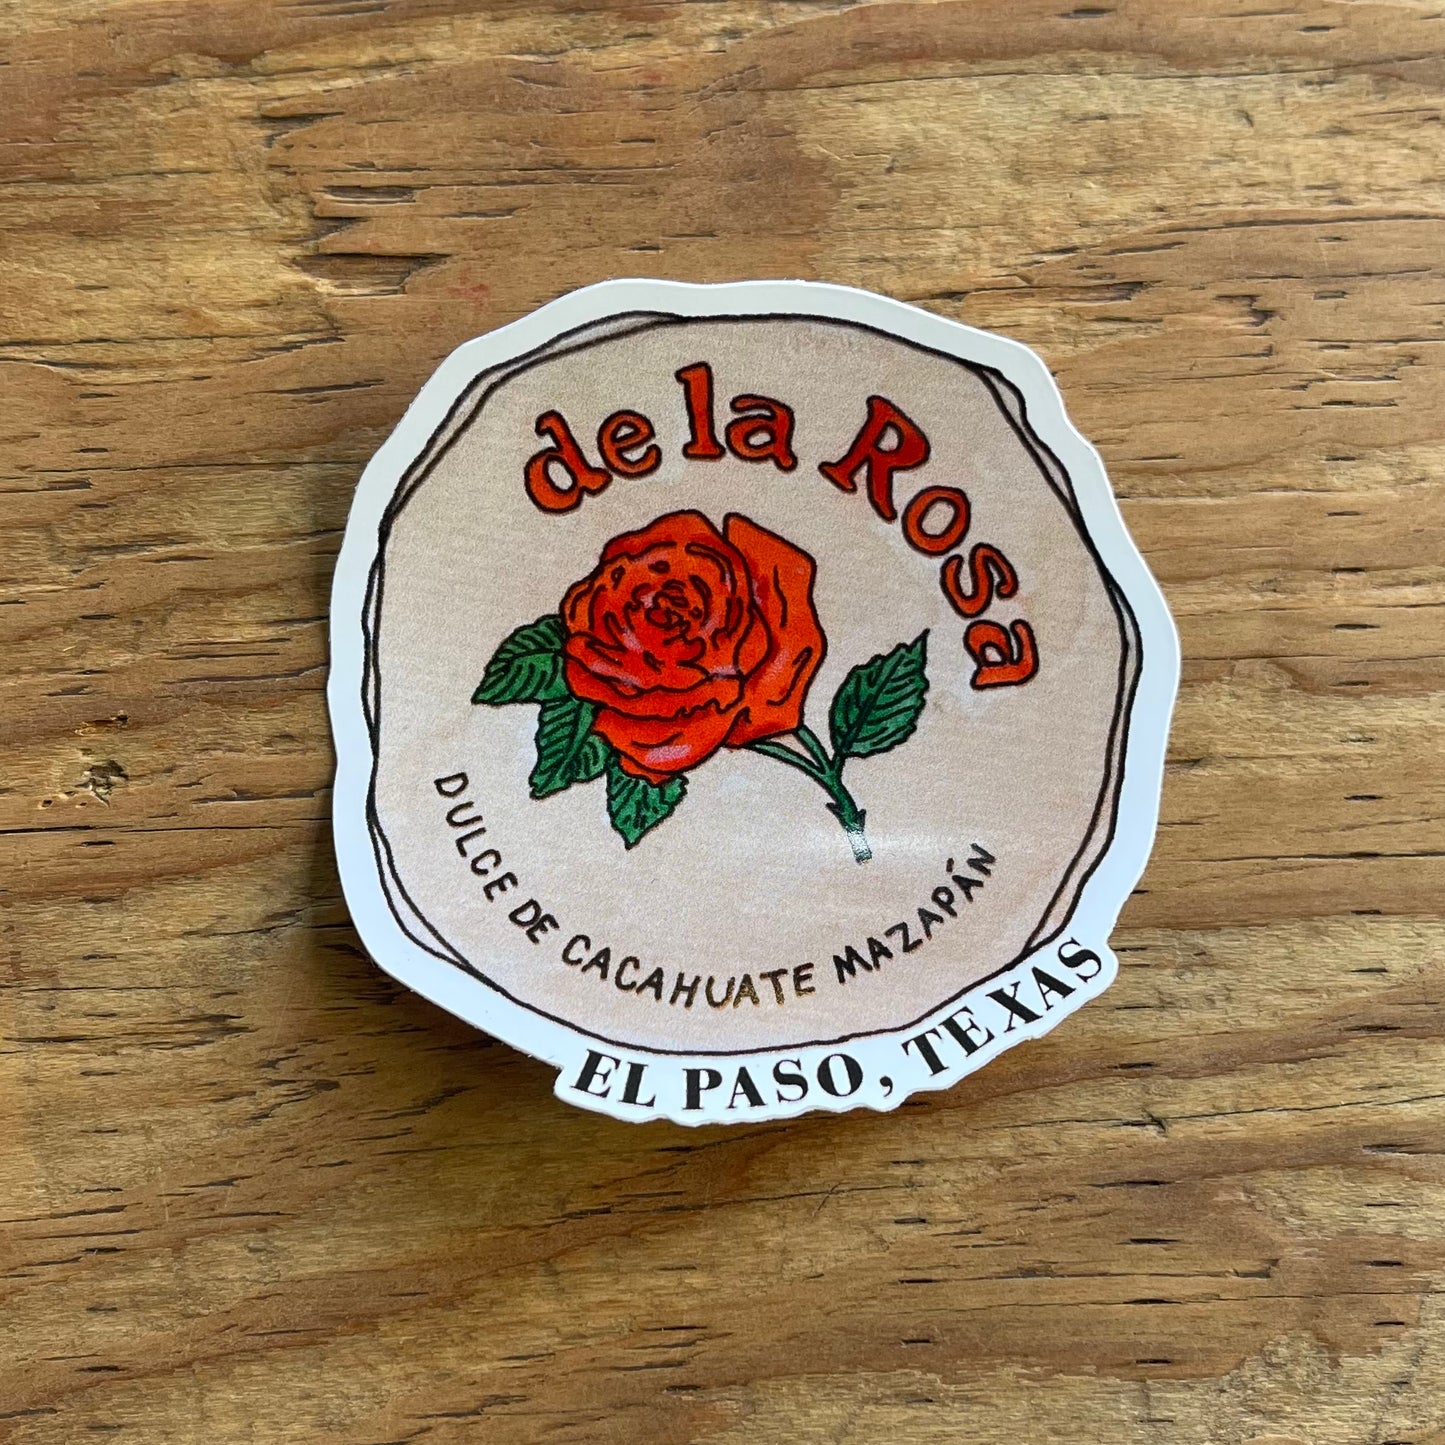 de la Rosa
DULCE DE CACAHUATE MAZAPÁN
EL PASO, TEXAS